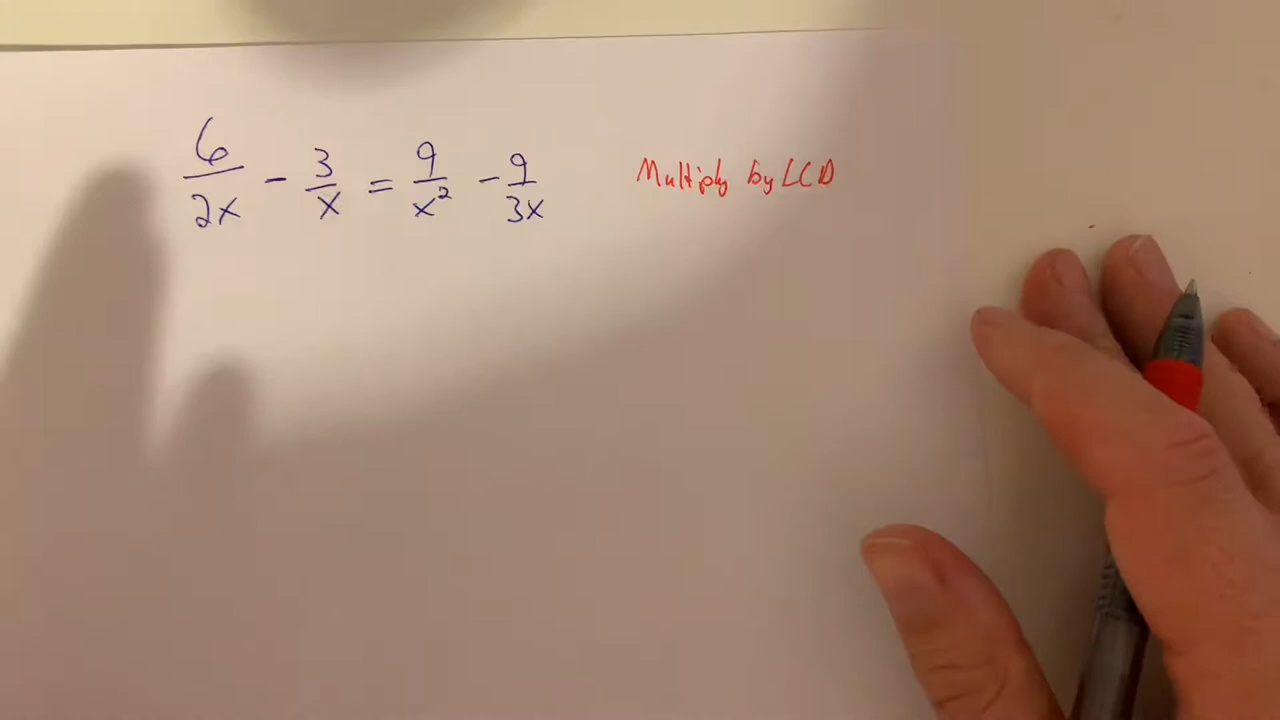 6/2x - 3/x = 9/x² - 9/3x
Multiply by LCD